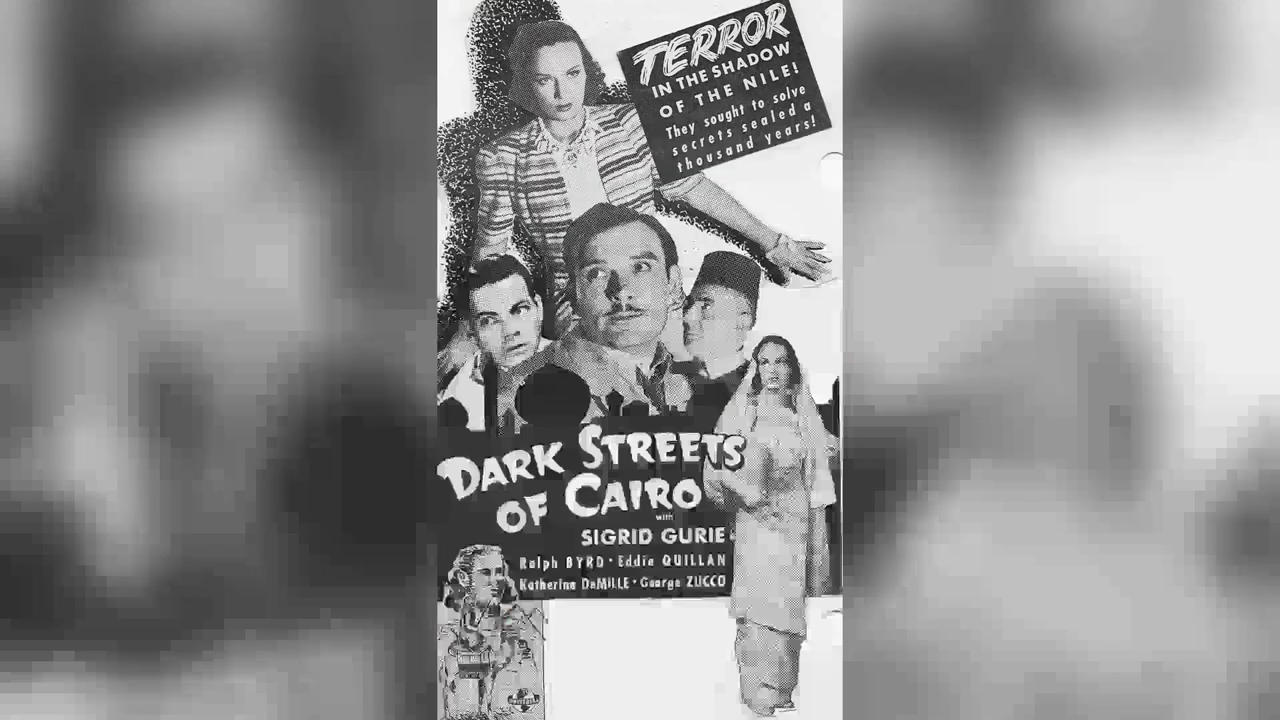 TERROR
IN THE SHADOW
OF THE NILE!
They sought to solve
secrets sealed a
thousand years!
DARK STREETS
OF CAIRO
with
SIGRID GURIE
Ralph BYRD · Eddie QUILLAN
Katherine DeMILLE · George ZUCCO